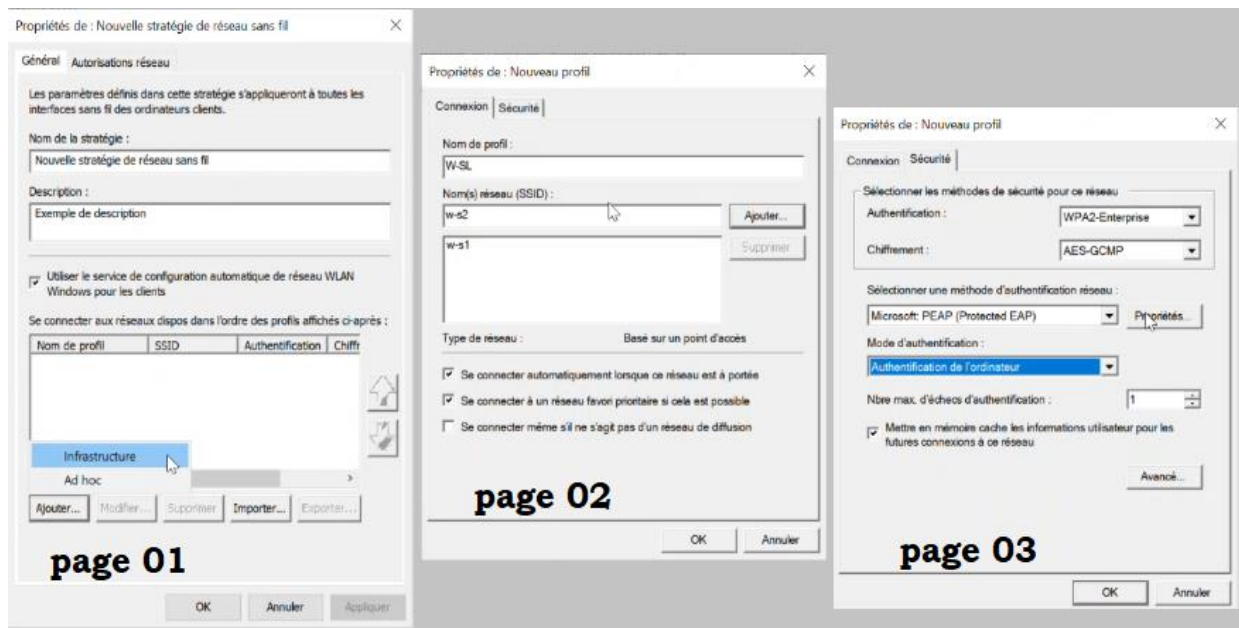 Propriétés de : Nouvelle stratégie de réseau sans fil
Général Autorisations réseau
Les paramètres définis dans cette stratégie s'appliqueront à toutes les
interfaces sans fil des ordinateurs clients.
Nom de la stratégie :
Nouvelle stratégie de réseau sans fil
Description :
Exemple de description
Utiliser le service de configuration automatique de réseau WLAN
Windows pour les clients
Se connecter aux réseaux dispos dans l'ordre des profils affichés ci-après :
Nom de profil SSID Authentification Chiffr
Infrastructure
Ad hoc
Ajouter... Modifier... Supprimer Importer... Exporter...
page 01
OK Annuler Appliquer
Propriétés de : Nouveau profil
Connexion Sécurité
Nom de profil :
W-SL
Nom(s) réseau (SSID) :
w-s2 Ajouter...
w-s1 Supprimer
Type de réseau : Basé sur un point d'accès
Se connecter automatiquement lorsque ce réseau est à portée
Se connecter à un réseau favori prioritaire si cela est possible
Se connecter même s'il ne s'agit pas d'un réseau de diffusion
page 02
OK Annuler
Propriétés de : Nouveau profil
Connexion Sécurité
Sélectionner les méthodes de sécurité pour ce réseau
Authentification : WPA2-Enterprise
Chiffrement : AES-GCMP
Sélectionner une méthode d'authentification réseau :
Microsoft: PEAP (Protected EAP) Propriétés...
Mode d'authentification :
Authentification de l'ordinateur
Nbre max. d'échecs d'authentification : 1
Mettre en mémoire cache les informations utilisateur pour les
futures connexions à ce réseau
Avancé...
page 03
OK Annuler